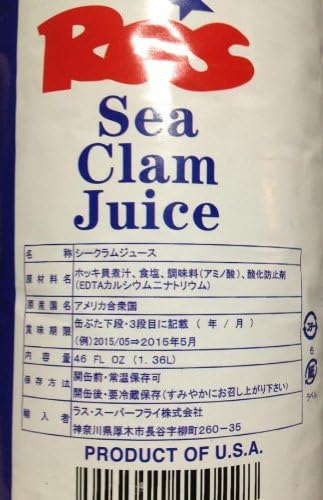 Sea
Clam
Juice
名称 シークラムジュース
原材料名 ホッキ貝煮汁、食塩、調味料(アミノ酸)、酸化防止剤
(EDTAカルシウム二ナトリウム)
原産国名 アメリカ合衆国
賞味期限 缶ぶた下段・3段目に記載 (年/月)
(例)2015/05⇒2015年5月
内容量 46 FL OZ (1.36L)
保存方法 開缶前・常温保存可
開缶後・要冷蔵保存(すみやかにお召し上がり下さい)
輸入者 ラス・スーパーフライ株式会社
神奈川県厚木市長谷字柳町260-35
PRODUCT OF U.S.A.